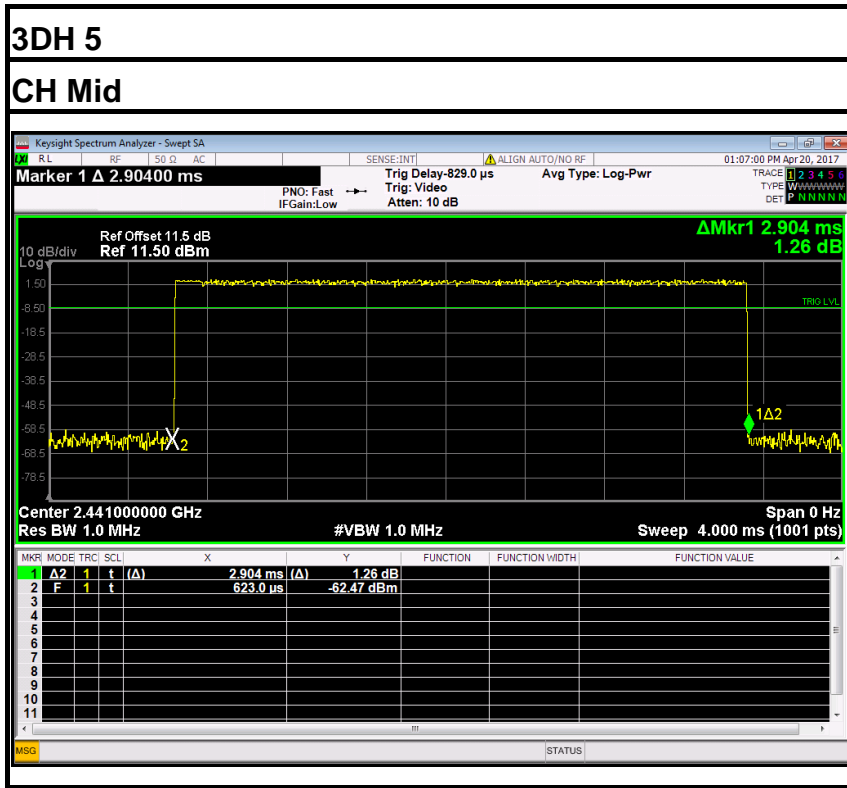 3DH 5
CH Mid
Keysight Spectrum Analyzer - Swept SA
LXI RL RF 50 Ω AC SENSE:INT ALIGN AUTO/NO RF 01:07:00 PM Apr 20, 2017
Marker 1 Δ 2.90400 ms
PNO: Fast
IFGain:Low
Trig Delay-829.0 µs
Trig: Video
Atten: 10 dB
Avg Type: Log-Pwr
TRACE 1 2 3 4 5 6
TYPE WWWWWWW
DET P N N N N N
ΔMkr1 2.904 ms
1.26 dB
Ref Offset 11.5 dB
10 dB/div Ref 11.50 dBm
Log
1.50
TRIG LVL
-8.50
-18.5
-28.5
-38.5
-48.5
1Δ2
-58.5
X2
-68.5
-78.5
Center 2.441000000 GHz Span 0 Hz
Res BW 1.0 MHz #VBW 1.0 MHz Sweep 4.000 ms (1001 pts)
MKR MODE TRC SCL X Y FUNCTION FUNCTION WIDTH FUNCTION VALUE
1 Δ2 1 t (Δ) 2.904 ms (Δ) 1.26 dB
2 F 1 t 623.0 µs -62.47 dBm
3
4
5
6
7
8
9
10
11
MSG STATUS